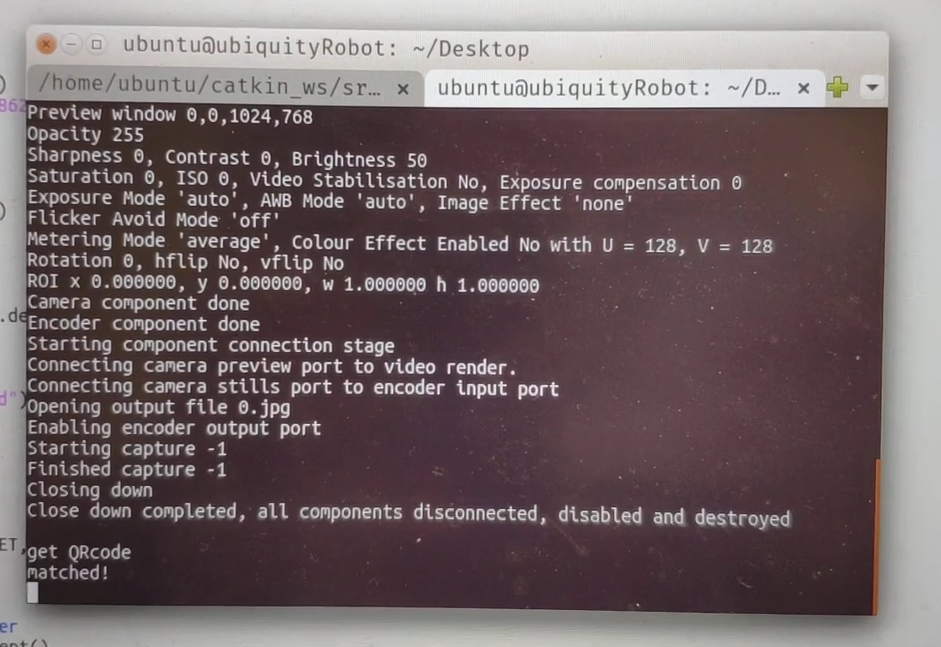 ubuntu@ubiquityRobot: ~/Desktop
/home/ubuntu/catkin_ws/sr... ×
ubuntu@ubiquityRobot: ~/D... ×
862
Preview window 0,0,1024,768
Opacity 255
Sharpness 0, Contrast 0, Brightness 50
Saturation 0, ISO 0, Video Stabilisation No, Exposure compensation 0
Exposure Mode 'auto', AWB Mode 'auto', Image Effect 'none'
)
Flicker Avoid Mode 'off'
Metering Mode 'average', Colour Effect Enabled No with U = 128, V = 128
Rotation 0, hflip No, vflip No
ROI x 0.000000, y 0.000000, w 1.000000 h 1.000000
Camera component done
.de
Encoder component done
Starting component connection stage
Connecting camera preview port to video render.
Connecting camera stills port to encoder input port
d")
Opening output file 0.jpg
Enabling encoder output port
Starting capture -1
Finished capture -1
Closing down
Close down completed, all components disconnected, disabled and destroyed
ET,
get QRcode
matched!
er